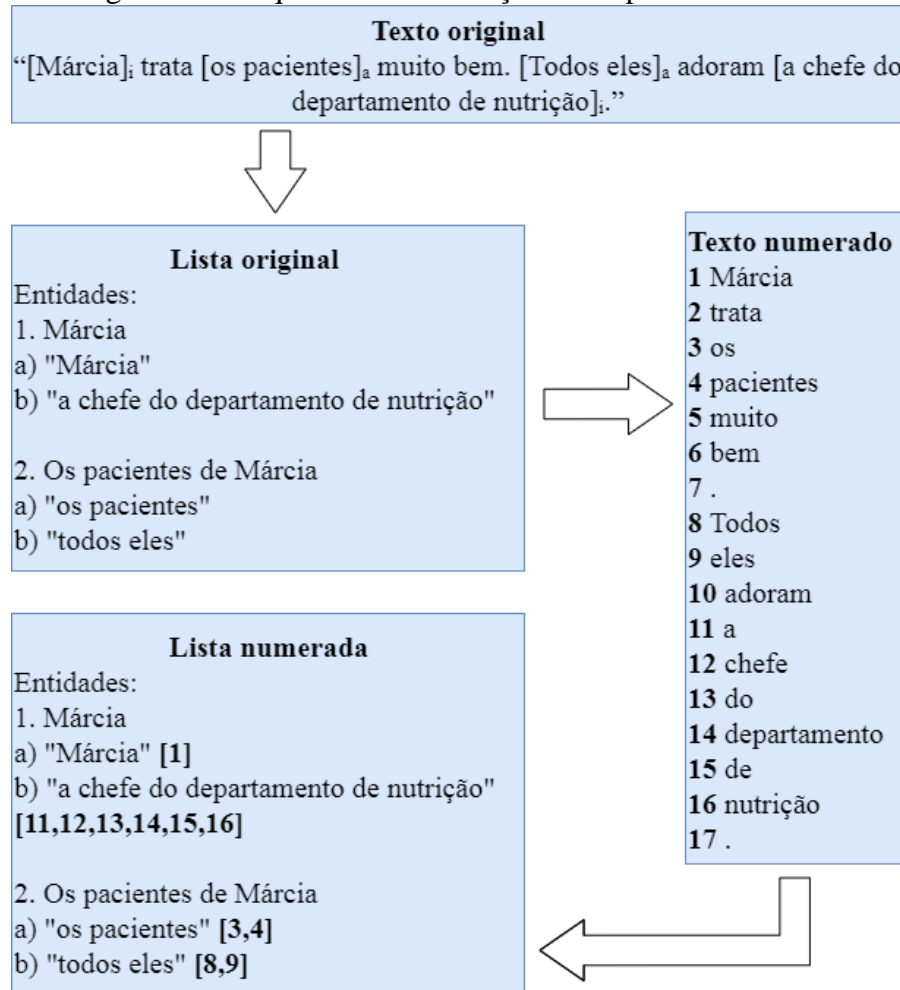 Texto original
“[Márcia]ᵢ trata [os pacientes]ₐ muito bem. [Todos eles]ₐ adoram [a chefe do
departamento de nutrição]ᵢ.”
Lista original
Entidades:
1. Márcia
a) "Márcia"
b) "a chefe do departamento de nutrição"
2. Os pacientes de Márcia
a) "os pacientes"
b) "todos eles"
Texto numerado
1 Márcia
2 trata
3 os
4 pacientes
5 muito
6 bem
7 .
8 Todos
9 eles
10 adoram
11 a
12 chefe
13 do
14 departamento
15 de
16 nutrição
17 .
Lista numerada
Entidades:
1. Márcia
a) "Márcia" [1]
b) "a chefe do departamento de nutrição"
[11,12,13,14,15,16]
2. Os pacientes de Márcia
a) "os pacientes" [3,4]
b) "todos eles" [8,9]